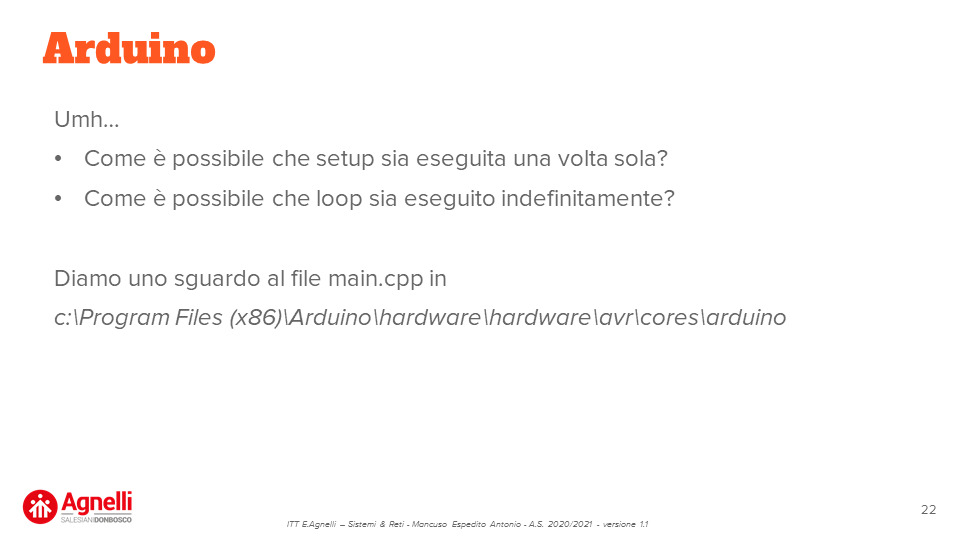 Arduino
Umh...
• Come è possibile che setup sia eseguita una volta sola?
• Come è possibile che loop sia eseguito indefinitamente?
Diamo uno sguardo al file main.cpp in
c:\Program Files (x86)\Arduino\hardware\hardware\avr\cores\arduino
Agnelli
SALESIANIDONBOSCO
ITT E.Agnelli – Sistemi & Reti - Mancuso Espedito Antonio - A.S. 2020/2021 - versione 1.1
22